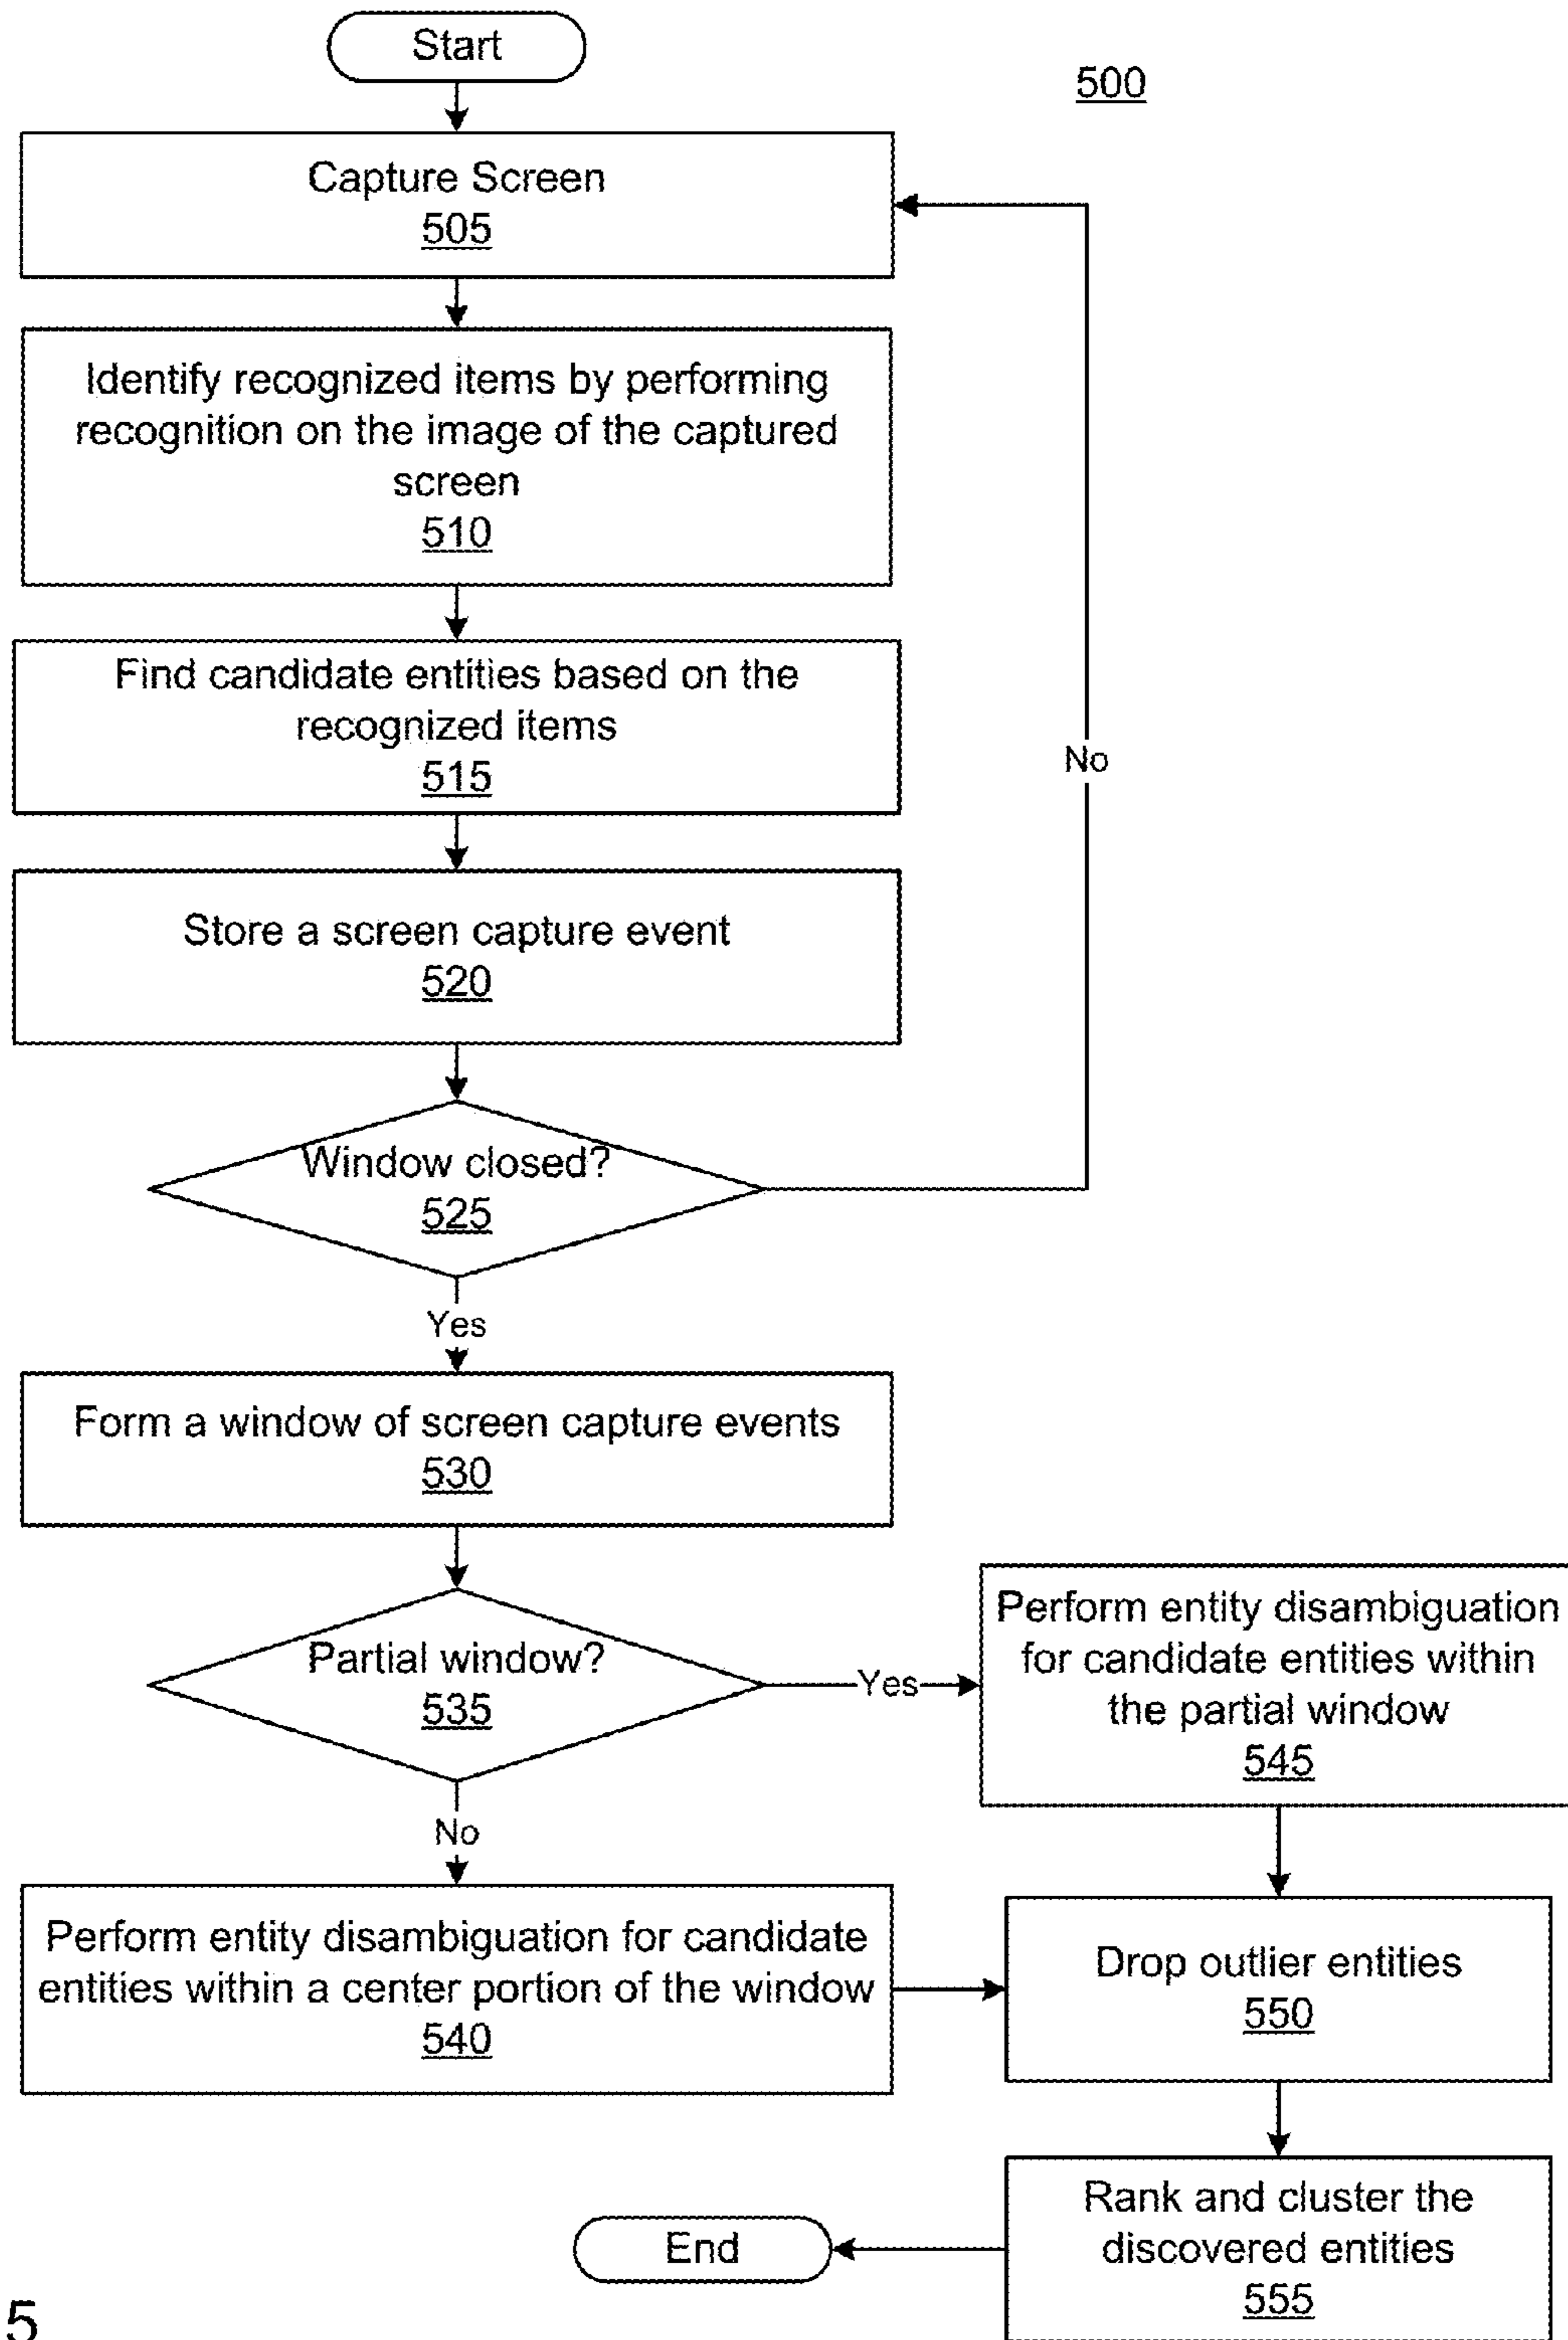 Start
500
Capture Screen
505
Identify recognized items by performing
recognition on the image of the captured
screen
510
Find candidate entities based on the
recognized items
515
No
Store a screen capture event
520
Window closed?
525
Yes
Form a window of screen capture events
530
Partial window?
535
Yes
Perform entity disambiguation
for candidate entities within
the partial window
545
No
Perform entity disambiguation for candidate
entities within a center portion of the window
540
Drop outlier entities
550
Rank and cluster the
discovered entities
555
End
5